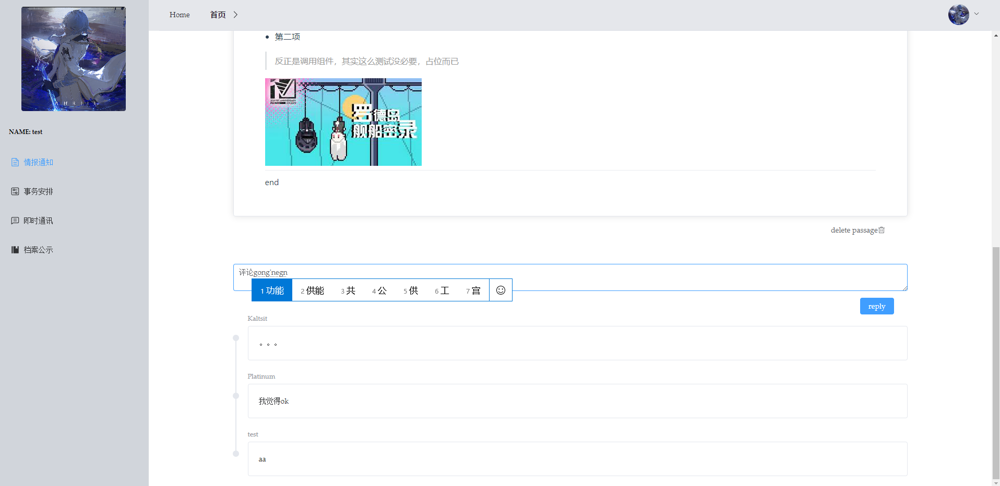 Home 首页
NAME: test
情报通知
事务安排
即时通讯
档案公示
第二项
反正是调用组件，其实这么测试没必要，占位而已
2021 1ST ANNIVERSARY
罗德岛
舰船密录
end
delete passage
评论gong'negn
1 功能 2 供能 3 共 4 公 5 供 6 工 7 宫
reply
Kaltsit
。。。
Platinum
我觉得ok
test
aa